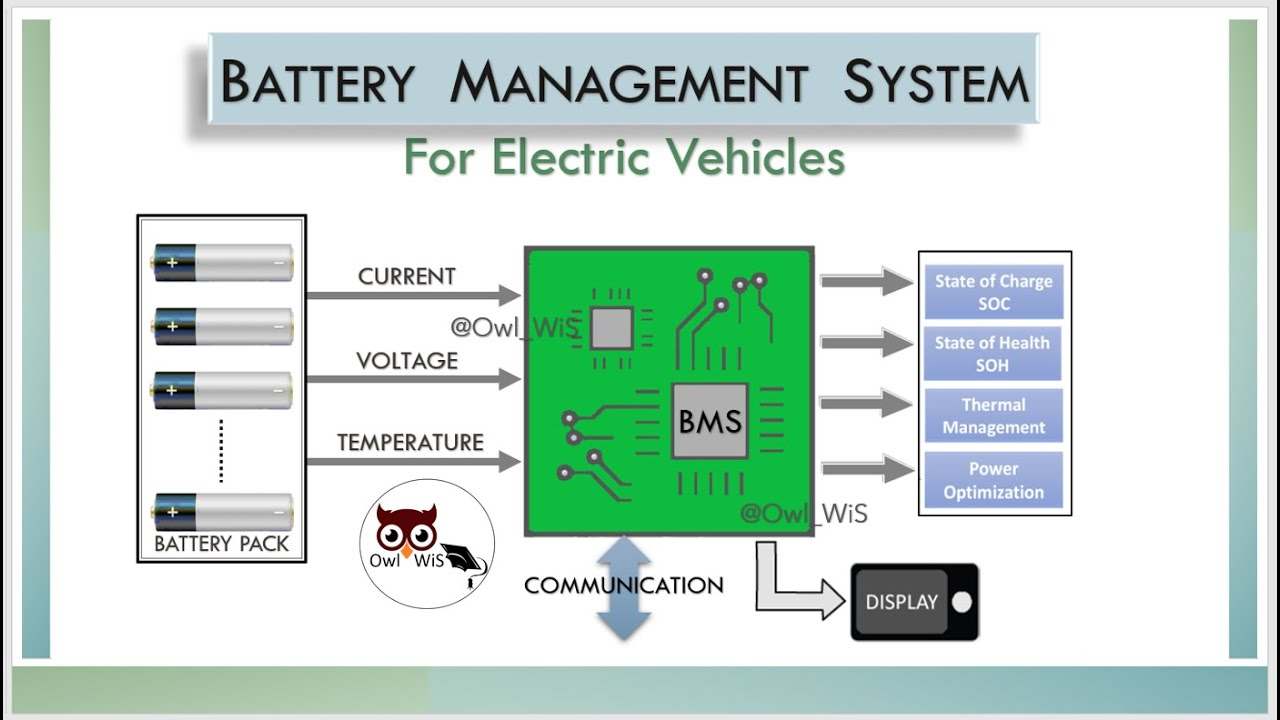 BATTERY MANAGEMENT SYSTEM
For Electric Vehicles
CURRENT
@Owl_WiS
VOLTAGE
TEMPERATURE
+ −
+ −
+ −
+ −
BATTERY PACK
Owl WiS
BMS
@Owl_WiS
COMMUNICATION
State of Charge
SOC
State of Health
SOH
Thermal
Management
Power
Optimization
DISPLAY